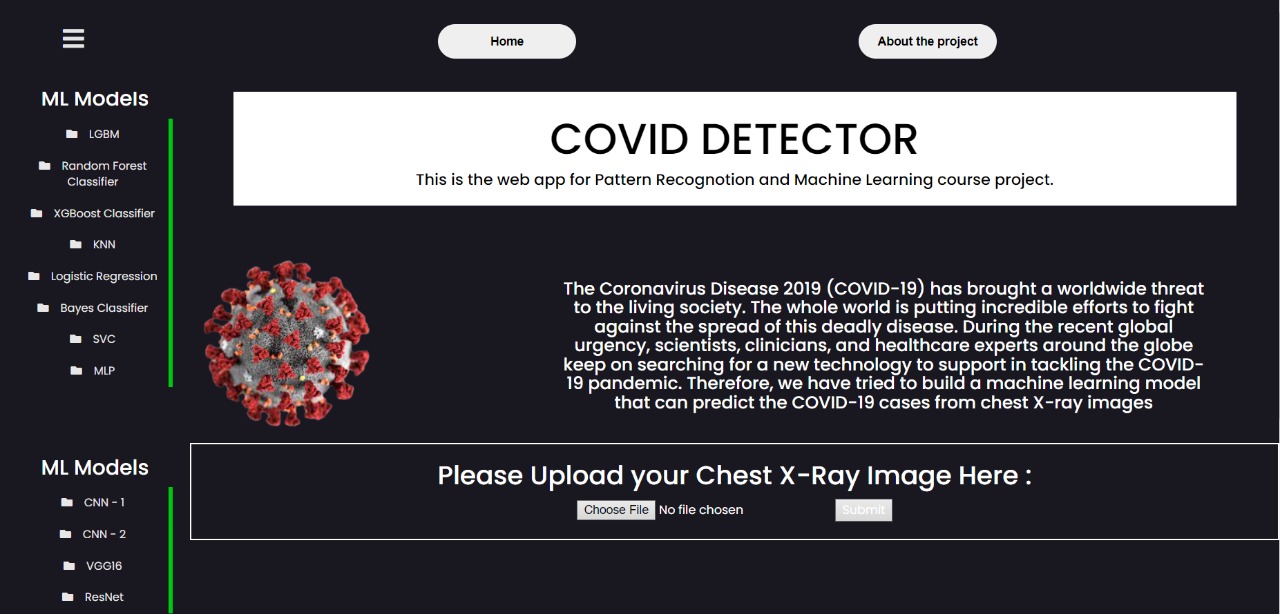 Home
About the project
ML Models
LGBM
Random Forest
Classifier
XGBoost Classifier
KNN
Logistic Regression
Bayes Classifier
SVC
MLP
ML Models
CNN - 1
CNN - 2
VGG16
ResNet
COVID DETECTOR
This is the web app for Pattern Recognotion and Machine Learning course project.
The Coronavirus Disease 2019 (COVID-19) has brought a worldwide threat
to the living society. The whole world is putting incredible efforts to fight
against the spread of this deadly disease. During the recent global
urgency, scientists, clinicians, and healthcare experts around the globe
keep on searching for a new technology to support in tackling the COVID-
19 pandemic. Therefore, we have tried to build a machine learning model
that can predict the COVID-19 cases from chest X-ray images
Please Upload your Chest X-Ray Image Here :
Choose File No file chosen Submit